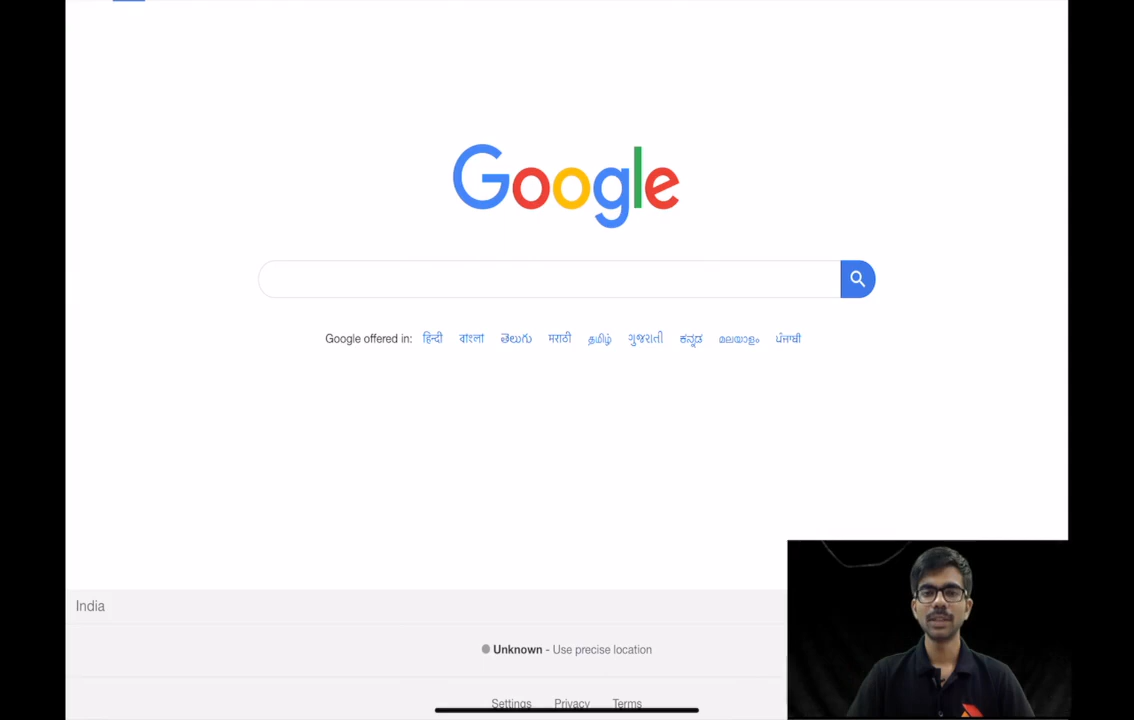 Google
Google offered in: हिन्दी বাংলা తెలుగు मराठी தமிழ் ગુજરાતી ಕನ್ನಡ മലയാളം ਪੰਜਾਬੀ
India
Unknown - Use precise location
Settings Privacy Terms